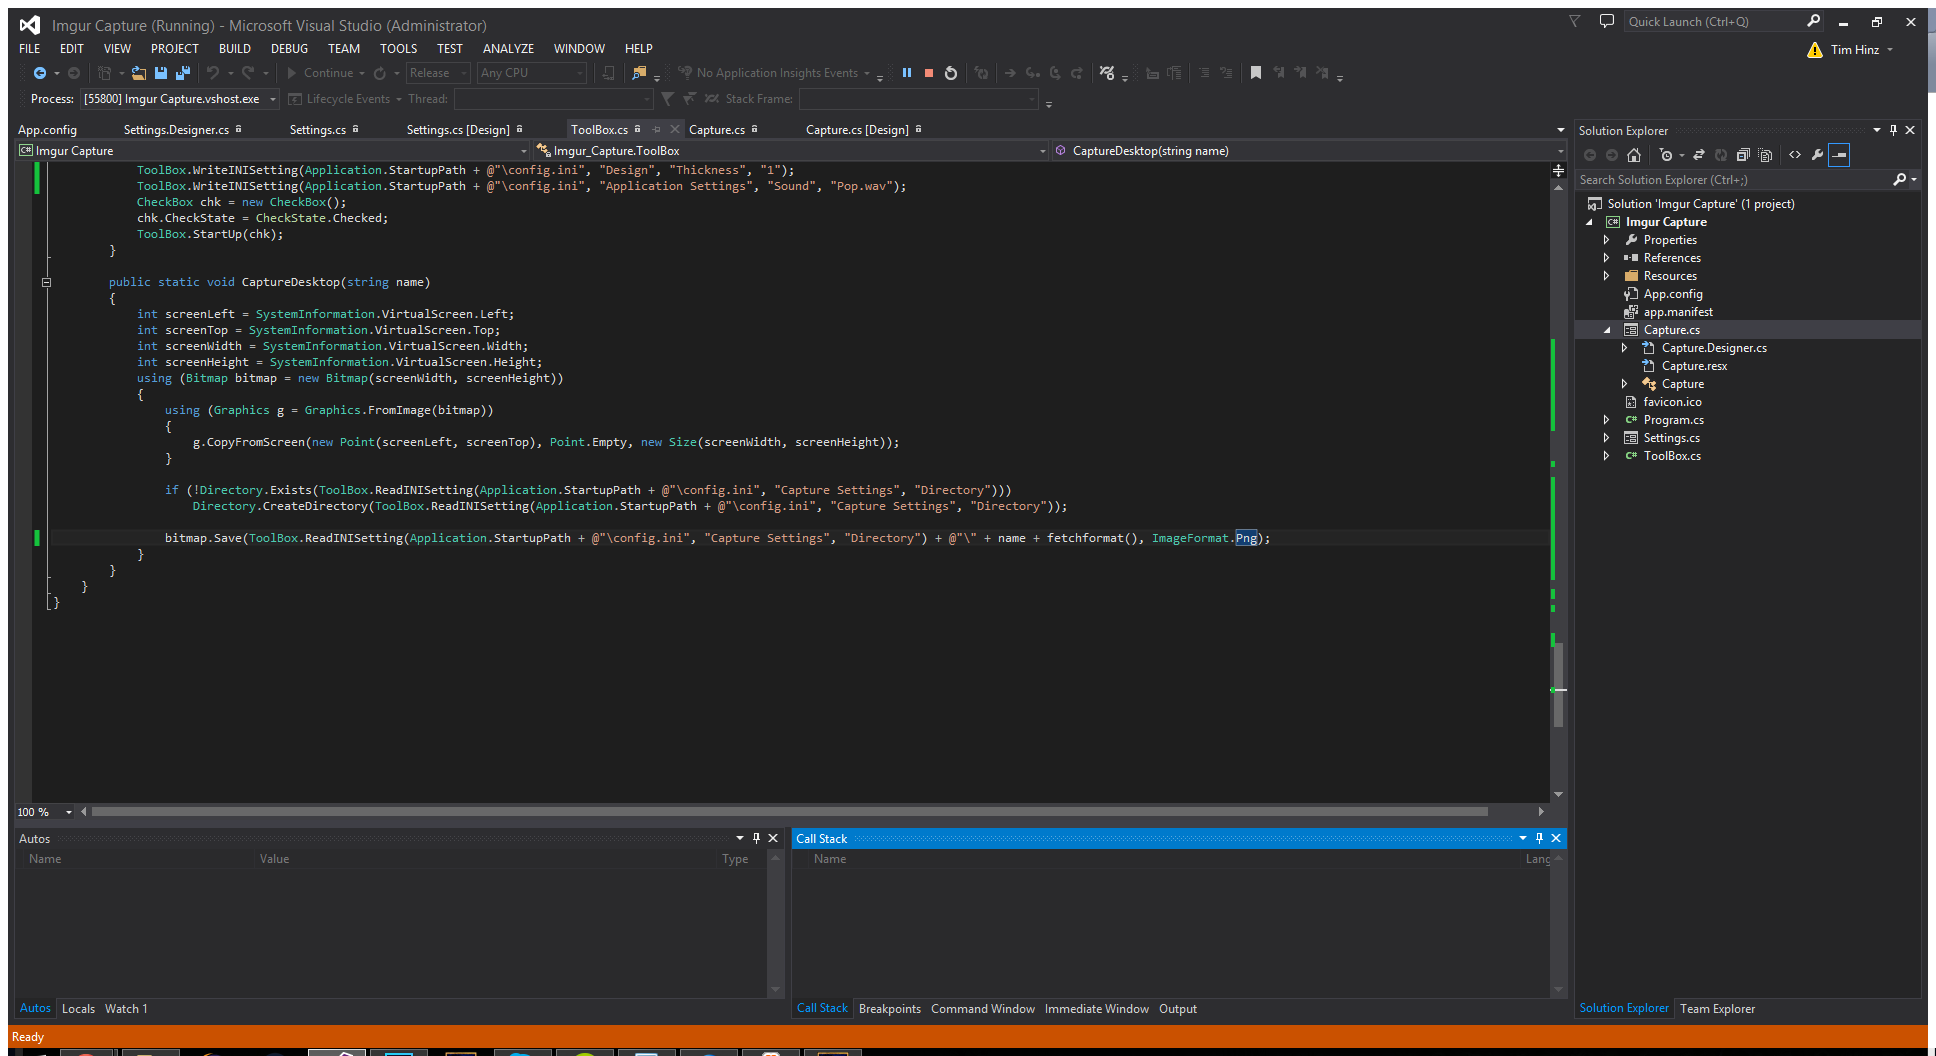 Imgur Capture (Running) - Microsoft Visual Studio (Administrator)
Quick Launch (Ctrl+Q)
FILE EDIT VIEW PROJECT BUILD DEBUG TEAM TOOLS TEST ANALYZE WINDOW HELP
Tim Hinz
Continue Release Any CPU No Application Insights Events
Process: [55800] Imgur Capture.vshost.exe Lifecycle Events Thread: Stack Frame:
App.config Settings.Designer.cs Settings.cs Settings.cs [Design] ToolBox.cs Capture.cs Capture.cs [Design]
Imgur Capture Imgur_Capture.ToolBox CaptureDesktop(string name)
ToolBox.WriteINISetting(Application.StartupPath + @"\config.ini", "Design", "Thickness", "1");
ToolBox.WriteINISetting(Application.StartupPath + @"\config.ini", "Application Settings", "Sound", "Pop.wav");
CheckBox chk = new CheckBox();
chk.CheckState = CheckState.Checked;
ToolBox.StartUp(chk);
}
public static void CaptureDesktop(string name)
{
int screenLeft = SystemInformation.VirtualScreen.Left;
int screenTop = SystemInformation.VirtualScreen.Top;
int screenWidth = SystemInformation.VirtualScreen.Width;
int screenHeight = SystemInformation.VirtualScreen.Height;
using (Bitmap bitmap = new Bitmap(screenWidth, screenHeight))
{
using (Graphics g = Graphics.FromImage(bitmap))
{
g.CopyFromScreen(new Point(screenLeft, screenTop), Point.Empty, new Size(screenWidth, screenHeight));
}
if (!Directory.Exists(ToolBox.ReadINISetting(Application.StartupPath + @"\config.ini", "Capture Settings", "Directory")))
Directory.CreateDirectory(ToolBox.ReadINISetting(Application.StartupPath + @"\config.ini", "Capture Settings", "Directory"));
bitmap.Save(ToolBox.ReadINISetting(Application.StartupPath + @"\config.ini", "Capture Settings", "Directory") + @"\" + name + fetchformat(), ImageFormat.Png);
}
}
}
}
100 %
Autos
Name Value Type
Autos Locals Watch 1
Call Stack
Name Lang
Call Stack Breakpoints Command Window Immediate Window Output
Solution Explorer
Search Solution Explorer (Ctrl+;)
Solution 'Imgur Capture' (1 project)
C# Imgur Capture
Properties
References
Resources
App.config
app.manifest
Capture.cs
Capture.Designer.cs
Capture.resx
Capture
favicon.ico
C# Program.cs
Settings.cs
C# ToolBox.cs
Solution Explorer Team Explorer
Ready